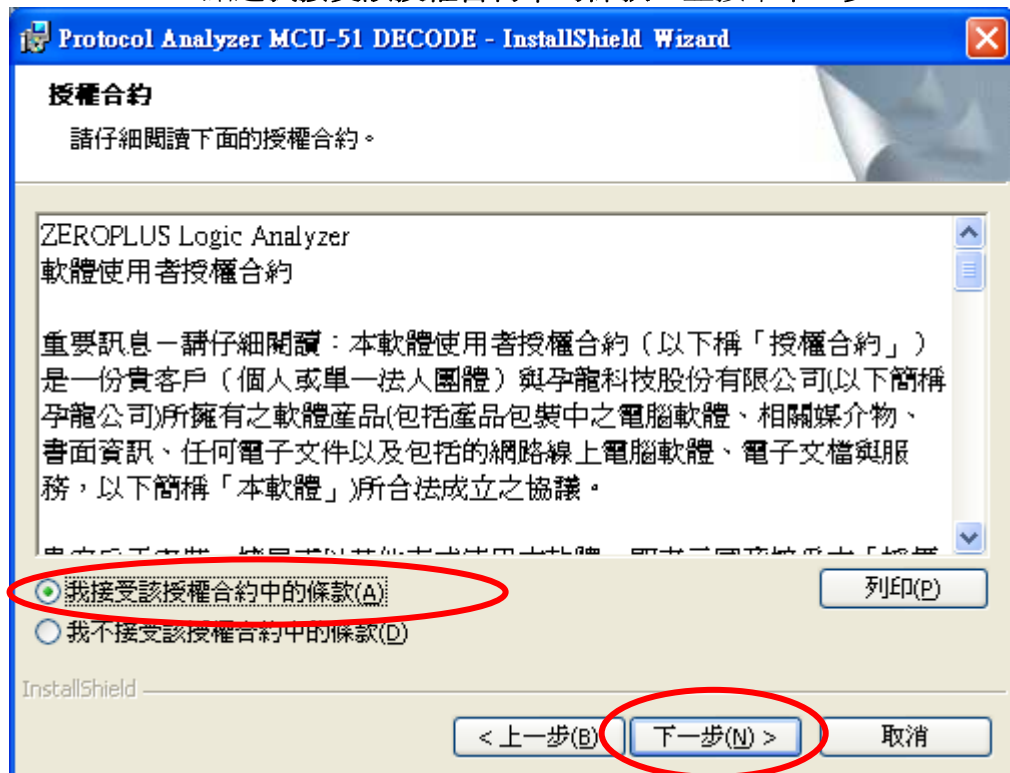 Protocol Analyzer MCU-51 DECODE - InstallShield Wizard
授權合約
請仔細閱讀下面的授權合約。
ZEROPLUS Logic Analyzer
軟體使用者授權合約
重要訊息－請仔細閱讀：本軟體使用者授權合約（以下稱「授權合約」）
是一份貴客戶（個人或單一法人團體）與孕龍科技股份有限公司(以下簡稱
孕龍公司)所擁有之軟體產品(包括產品包裝中之電腦軟體、相關媒介物、
書面資訊、任何電子文件以及包括的網路線上電腦軟體、電子文檔與服
務，以下簡稱「本軟體」)所合法成立之協議。
我接受該授權合約中的條款(A)
列印(P)
我不接受該授權合約中的條款(D)
InstallShield
< 上一步(B)
下一步(N) >
取消